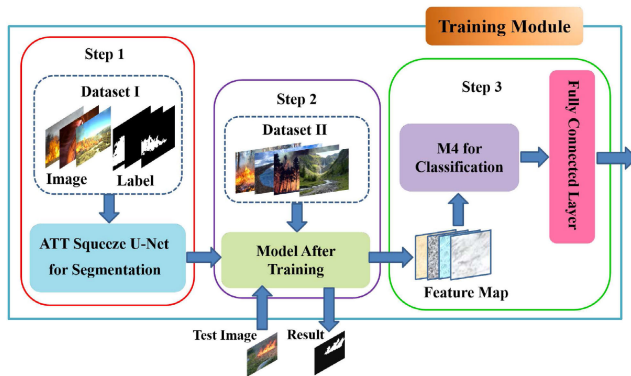 Training Module
Step 1
Dataset I
Image
Label
ATT Squeeze U-Net
for Segmentation
Step 2
Dataset II
Model After
Training
Test Image
Result
Step 3
M4 for
Classification
Feature Map
Fully Connected
Layer